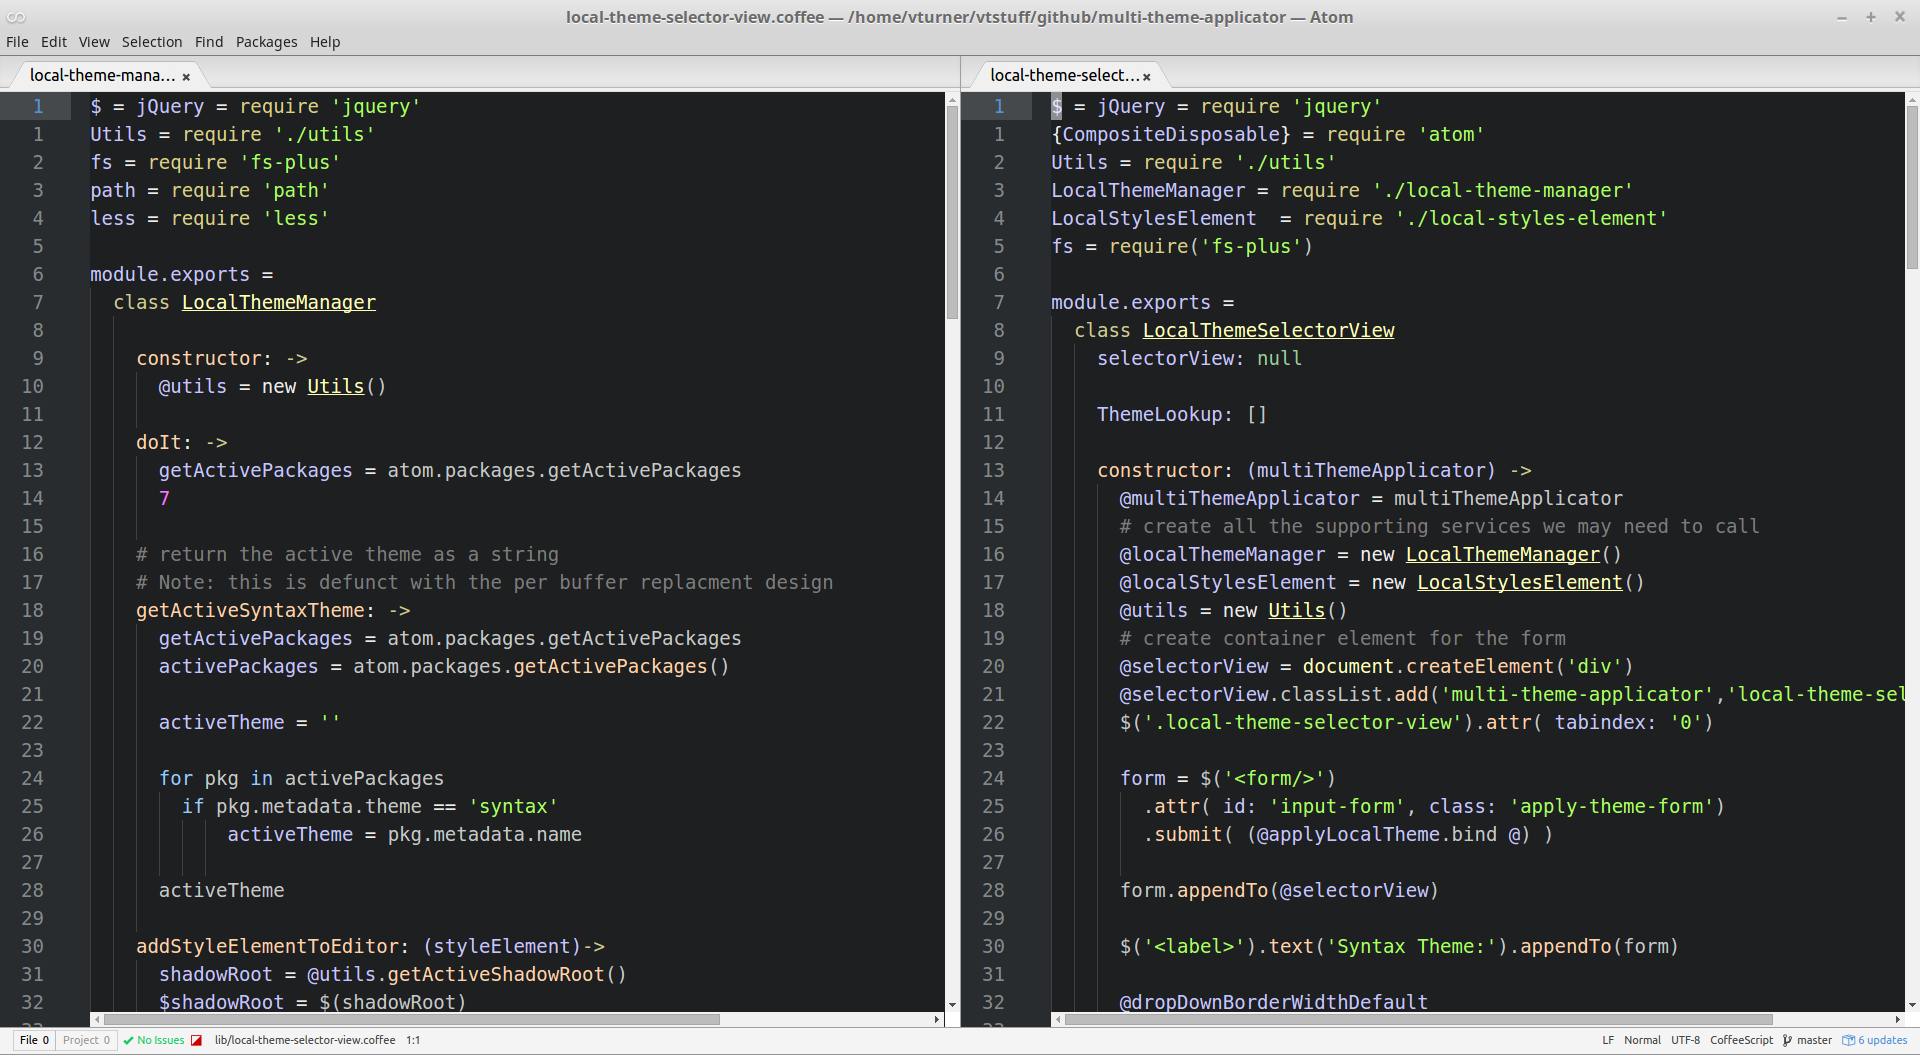 local-theme-selector-view.coffee — /home/vturner/vtstuff/github/multi-theme-applicator — Atom
File Edit View Selection Find Packages Help
local-theme-mana...
1 $ = jQuery = require 'jquery'
1 Utils = require './utils'
2 fs = require 'fs-plus'
3 path = require 'path'
4 less = require 'less'
5
6 module.exports =
7 class LocalThemeManager
8
9 constructor: ->
10 @utils = new Utils()
11
12 doIt: ->
13 getActivePackages = atom.packages.getActivePackages
14 7
15
16 # return the active theme as a string
17 # Note: this is defunct with the per buffer replacment design
18 getActiveSyntaxTheme: ->
19 getActivePackages = atom.packages.getActivePackages
20 activePackages = atom.packages.getActivePackages()
21
22 activeTheme = ''
23
24 for pkg in activePackages
25 if pkg.metadata.theme == 'syntax'
26 activeTheme = pkg.metadata.name
27
28 activeTheme
29
30 addStyleElementToEditor: (styleElement)->
31 shadowRoot = @utils.getActiveShadowRoot()
32 $shadowRoot = $(shadowRoot)
local-theme-select...
1 $ = jQuery = require 'jquery'
1 {CompositeDisposable} = require 'atom'
2 Utils = require './utils'
3 LocalThemeManager = require './local-theme-manager'
4 LocalStylesElement  = require './local-styles-element'
5 fs = require('fs-plus')
6
7 module.exports =
8 class LocalThemeSelectorView
9 selectorView: null
10
11 ThemeLookup: []
12
13 constructor: (multiThemeApplicator) ->
14 @multiThemeApplicator = multiThemeApplicator
15 # create all the supporting services we may need to call
16 @localThemeManager = new LocalThemeManager()
17 @localStylesElement = new LocalStylesElement()
18 @utils = new Utils()
19 # create container element for the form
20 @selectorView = document.createElement('div')
21 @selectorView.classList.add('multi-theme-applicator','local-theme-sel
22 $('.local-theme-selector-view').attr( tabindex: '0')
23
24 form = $('<form/>')
25 .attr( id: 'input-form', class: 'apply-theme-form')
26 .submit( (@applyLocalTheme.bind @) )
27
28 form.appendTo(@selectorView)
29
30 $('<label>').text('Syntax Theme:').appendTo(form)
31
32 @dropDownBorderWidthDefault
File 0 Project 0 No Issues lib/local-theme-selector-view.coffee 1:1 LF Normal UTF-8 CoffeeScript master 6 updates